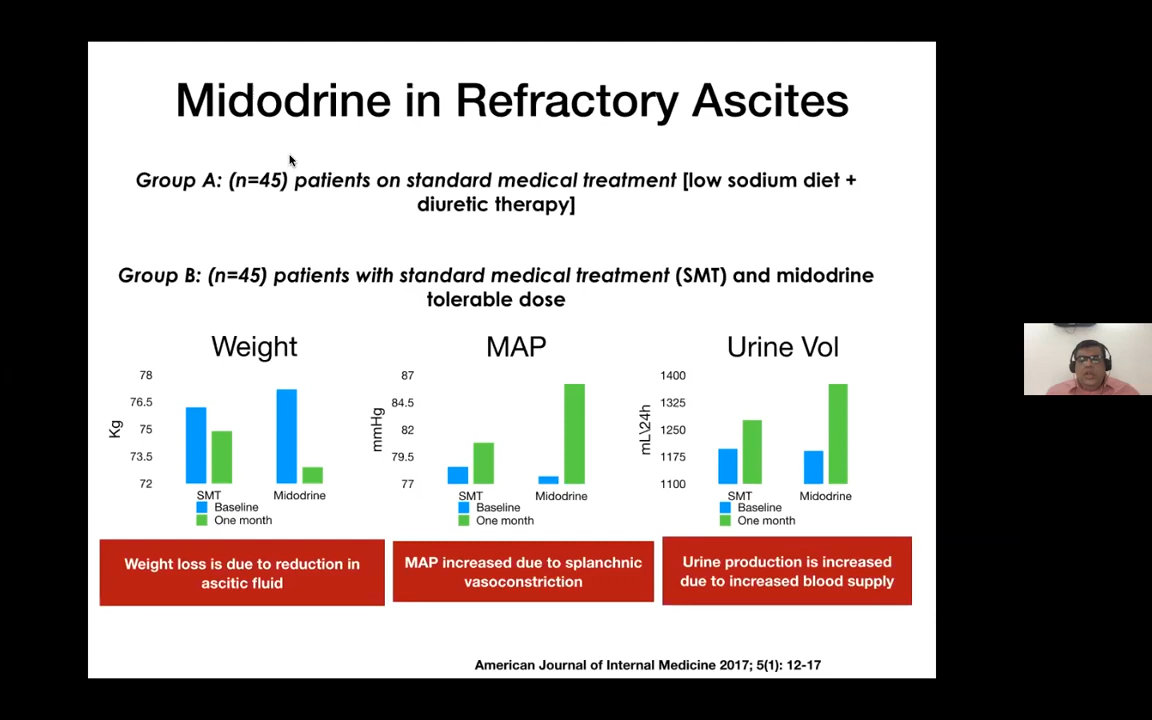 Midodrine in Refractory Ascites
Group A: (n=45) patients on standard medical treatment [low sodium diet +
diuretic therapy]
Group B: (n=45) patients with standard medical treatment (SMT) and midodrine
tolerable dose
Weight
78
76.5
75
73.5
72
Kg
SMT
Midodrine
Baseline
One month
MAP
87
84.5
82
79.5
77
mmHg
SMT
Midodrine
Baseline
One month
Urine Vol
1400
1325
1250
1175
1100
mL\24h
SMT
Midodrine
Baseline
One month
Weight loss is due to reduction in
ascitic fluid
MAP increased due to splanchnic
vasoconstriction
Urine production is increased
due to increased blood supply
American Journal of Internal Medicine 2017; 5(1): 12-17